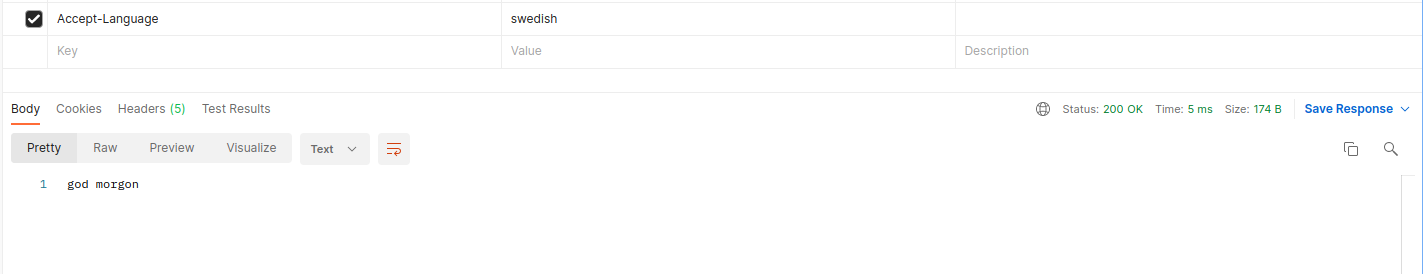 Accept-Language swedish
Key Value Description
Body Cookies Headers (5) Test Results Status: 200 OK Time: 5 ms Size: 174 B Save Response
Pretty Raw Preview Visualize Text
1 god morgon